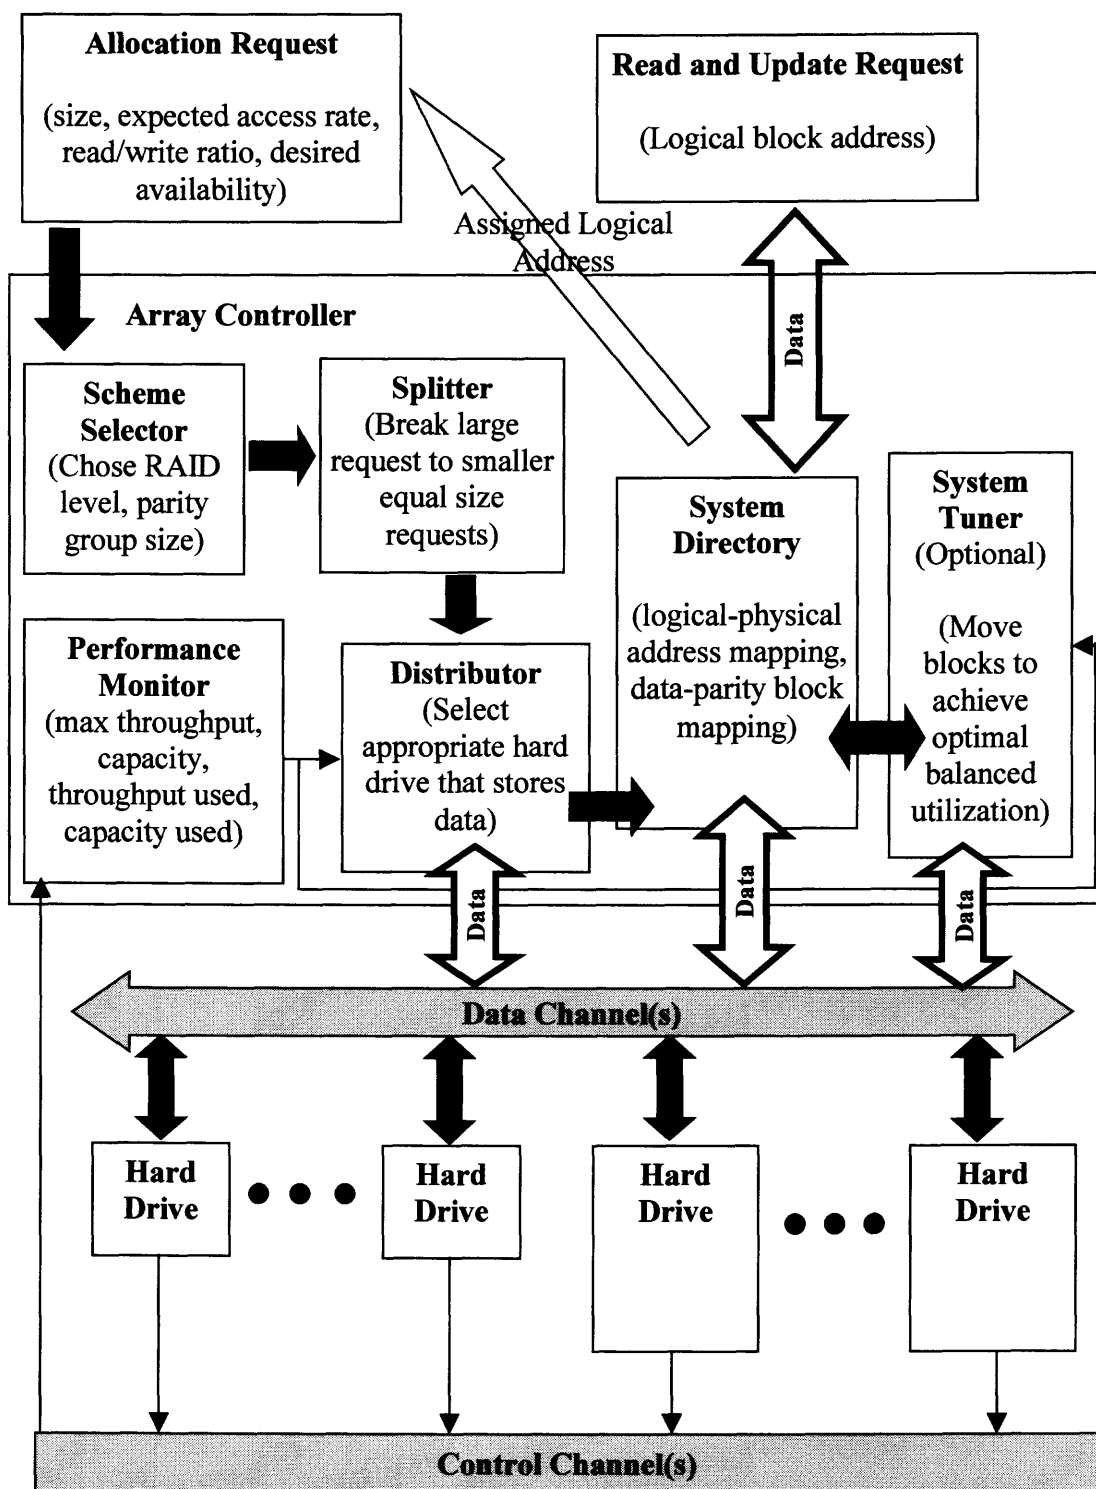 Allocation Request
(size, expected access rate,
read/write ratio, desired
availability)
Read and Update Request
(Logical block address)
Assigned Logical
Address
Data
Array Controller
Scheme
Selector
(Chose RAID
level, parity
group size)
Splitter
(Break large
request to smaller
equal size
requests)
System
Directory
(logical-physical
address mapping,
data-parity block
mapping)
System
Tuner
(Optional)
(Move
blocks to
achieve
optimal
balanced
utilization)
Performance
Monitor
(max throughput,
capacity,
throughput used,
capacity used)
Distributor
(Select
appropriate hard
drive that stores
data)
Data
Data
Data
Data Channel(s)
Hard
Drive
Hard
Drive
Hard
Drive
Hard
Drive
Control Channel(s)